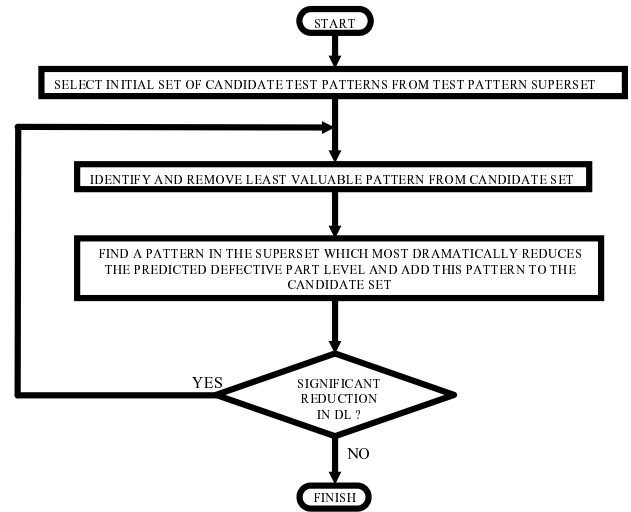 START
SELECT INITIAL SET OF CANDIDATE TEST PATTERNS FROM TEST PATTERN SUPERSET
IDENTIFY AND REMOVE LEAST VALUABLE PATTERN FROM CANDIDATE SET
FIND A PATTERN IN THE SUPERSET WHICH MOST DRAMATICALLY REDUCES
THE PREDICTED DEFECTIVE PART LEVEL AND ADD THIS PATTERN TO THE
CANDIDATE SET
YES
SIGNIFICANT
REDUCTION
IN DL ?
NO
FINISH